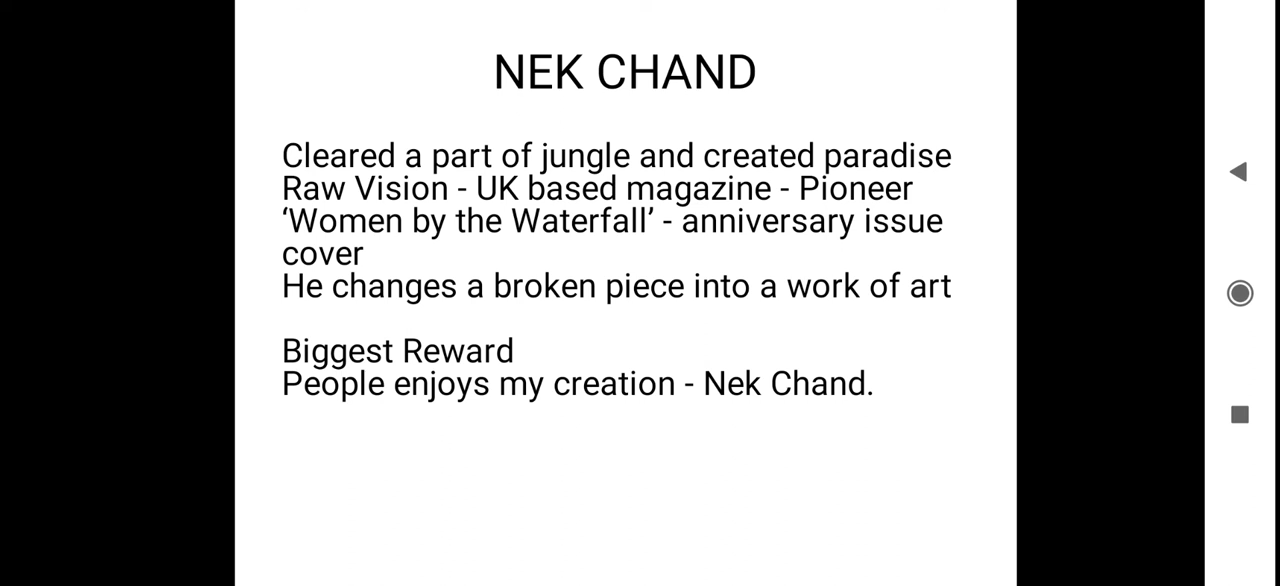 NEK CHAND
Cleared a part of jungle and created paradise
Raw Vision - UK based magazine - Pioneer
‘Women by the Waterfall’ - anniversary issue
cover
He changes a broken piece into a work of art
Biggest Reward
People enjoys my creation - Nek Chand.